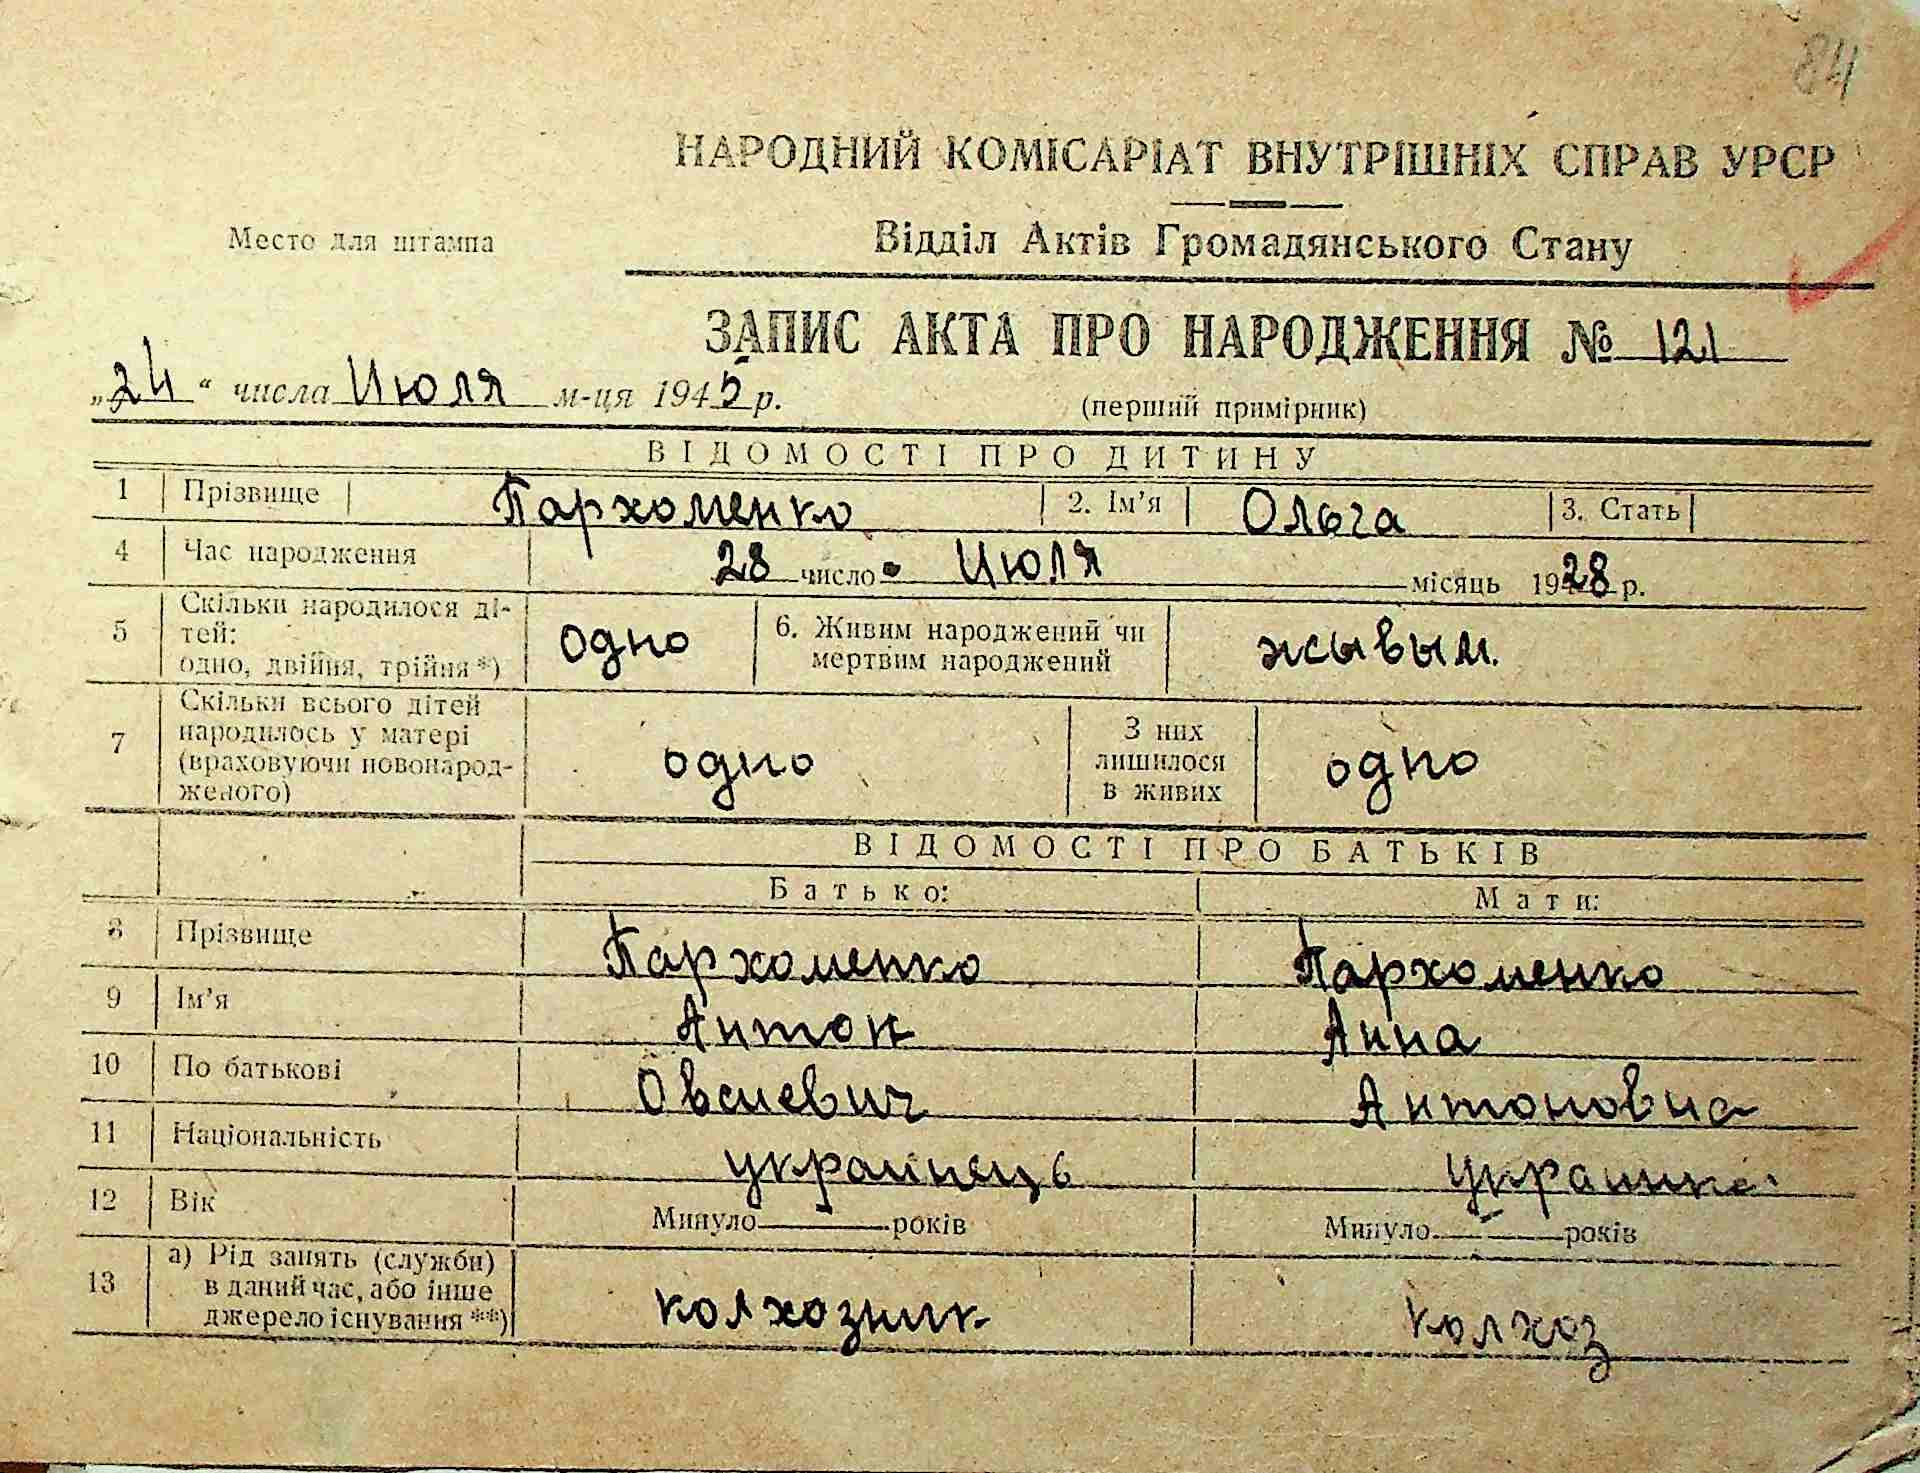 84
НАРОДНИЙ КОМІСАРІАТ ВНУТРІШНІХ СПРАВ УРСР
Место для штампа
Відділ Актів Громадянського Стану
ЗАПИС АКТА ПРО НАРОДЖЕННЯ № 121
„24“ числа Июля м-ця 1945 р.
(перший примірник)
ВІДОМОСТІ ПРО ДИТИНУ
1 Прізвище Пархоменко 2. Ім’я Ольга 3. Стать
4 Час народження 28 число Июля місяць 1928 р.
5 Скільки народилося дітей: одно, двійня, трійня*) одно 6. Живим народжений чи мертвим народжений жывым.
7 Скільки всього дітей народилось у матері (враховуючи новонародженого) одно З них лишилося в живих одно
ВІДОМОСТІ ПРО БАТЬКІВ
Батько: Мати:
8 Прізвище Пархоменко Пархоменко
9 Ім’я Антон Анна
10 По батькові Овсиевич Антоновна
11 Національність украинець украинка
12 Вік Минуло — років Минуло — років
13 а) Рід занять (служби) в даний час, або інше джерело існування**) колхозник колхоз